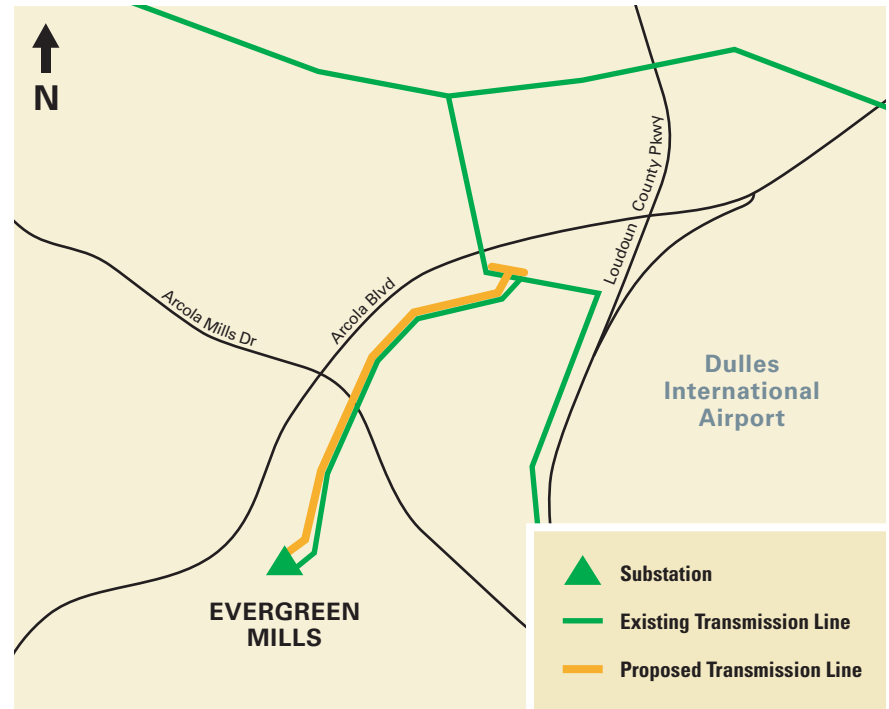 N
Loudoun County Pkwy
Arcola Blvd
Arcola Mills Dr
Dulles
International
Airport
EVERGREEN
MILLS
Substation
Existing Transmission Line
Proposed Transmission Line